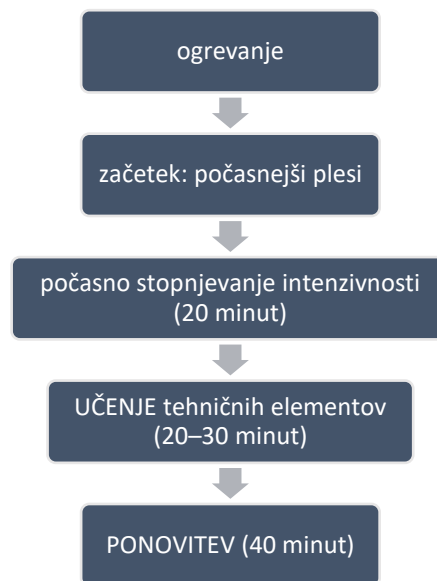 ogrevanje
začetek: počasnejši plesi
počasno stopnjevanje intenzivnosti
(20 minut)
UČENJE tehničnih elementov
(20–30 minut)
PONOVITEV (40 minut)